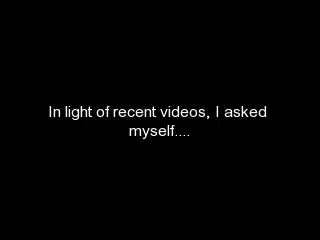 In light of recent videos, I asked
myself....